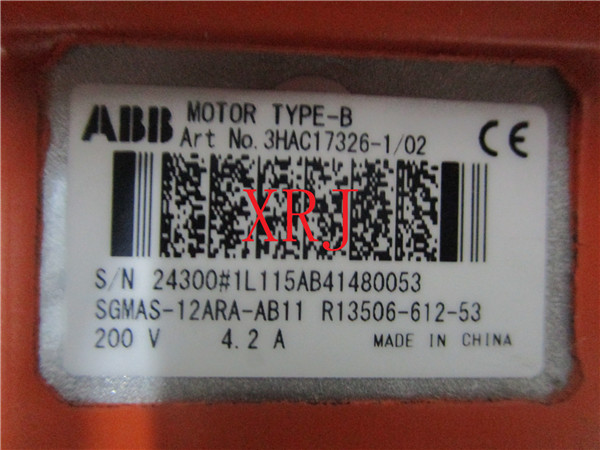 ABB MOTOR TYPE-B
Art No. 3HAC17326-1/02
CE
XRJ
S/N 24300#1L115AB41480053
SGMAS-12ARA-AB11 R13506-612-53
200 V 4.2 A MADE IN CHINA